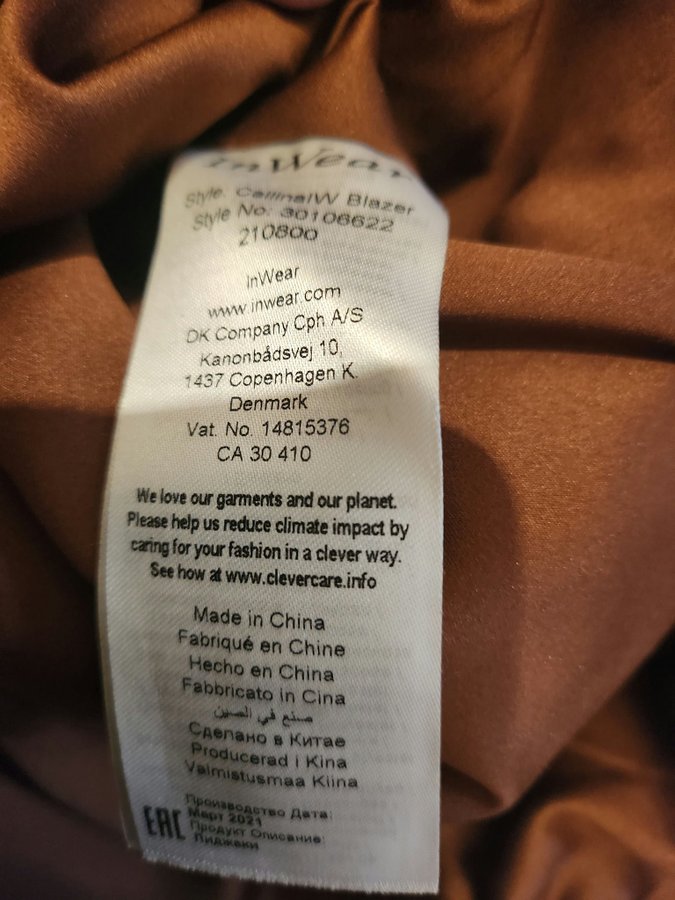 InWear
Style: CallinaIW Blazer
Style No: 30106622
210800
InWear
www.inwear.com
DK Company Cph A/S
Kanonbådsvej 10,
1437 Copenhagen K.
Denmark
Vat. No. 14815376
CA 30 410
We love our garments and our planet.
Please help us reduce climate impact by
caring for your fashion in a clever way.
See how at www.clevercare.info
Made in China
Fabriqué en Chine
Hecho en China
Fabbricato in Cina
صنع في الصين
Сделано в Китае
Producerad i Kina
Valmistusmaa Kiina
Производство Дата:
Март 2021
EAC Продукт Описание:
Пиджаки